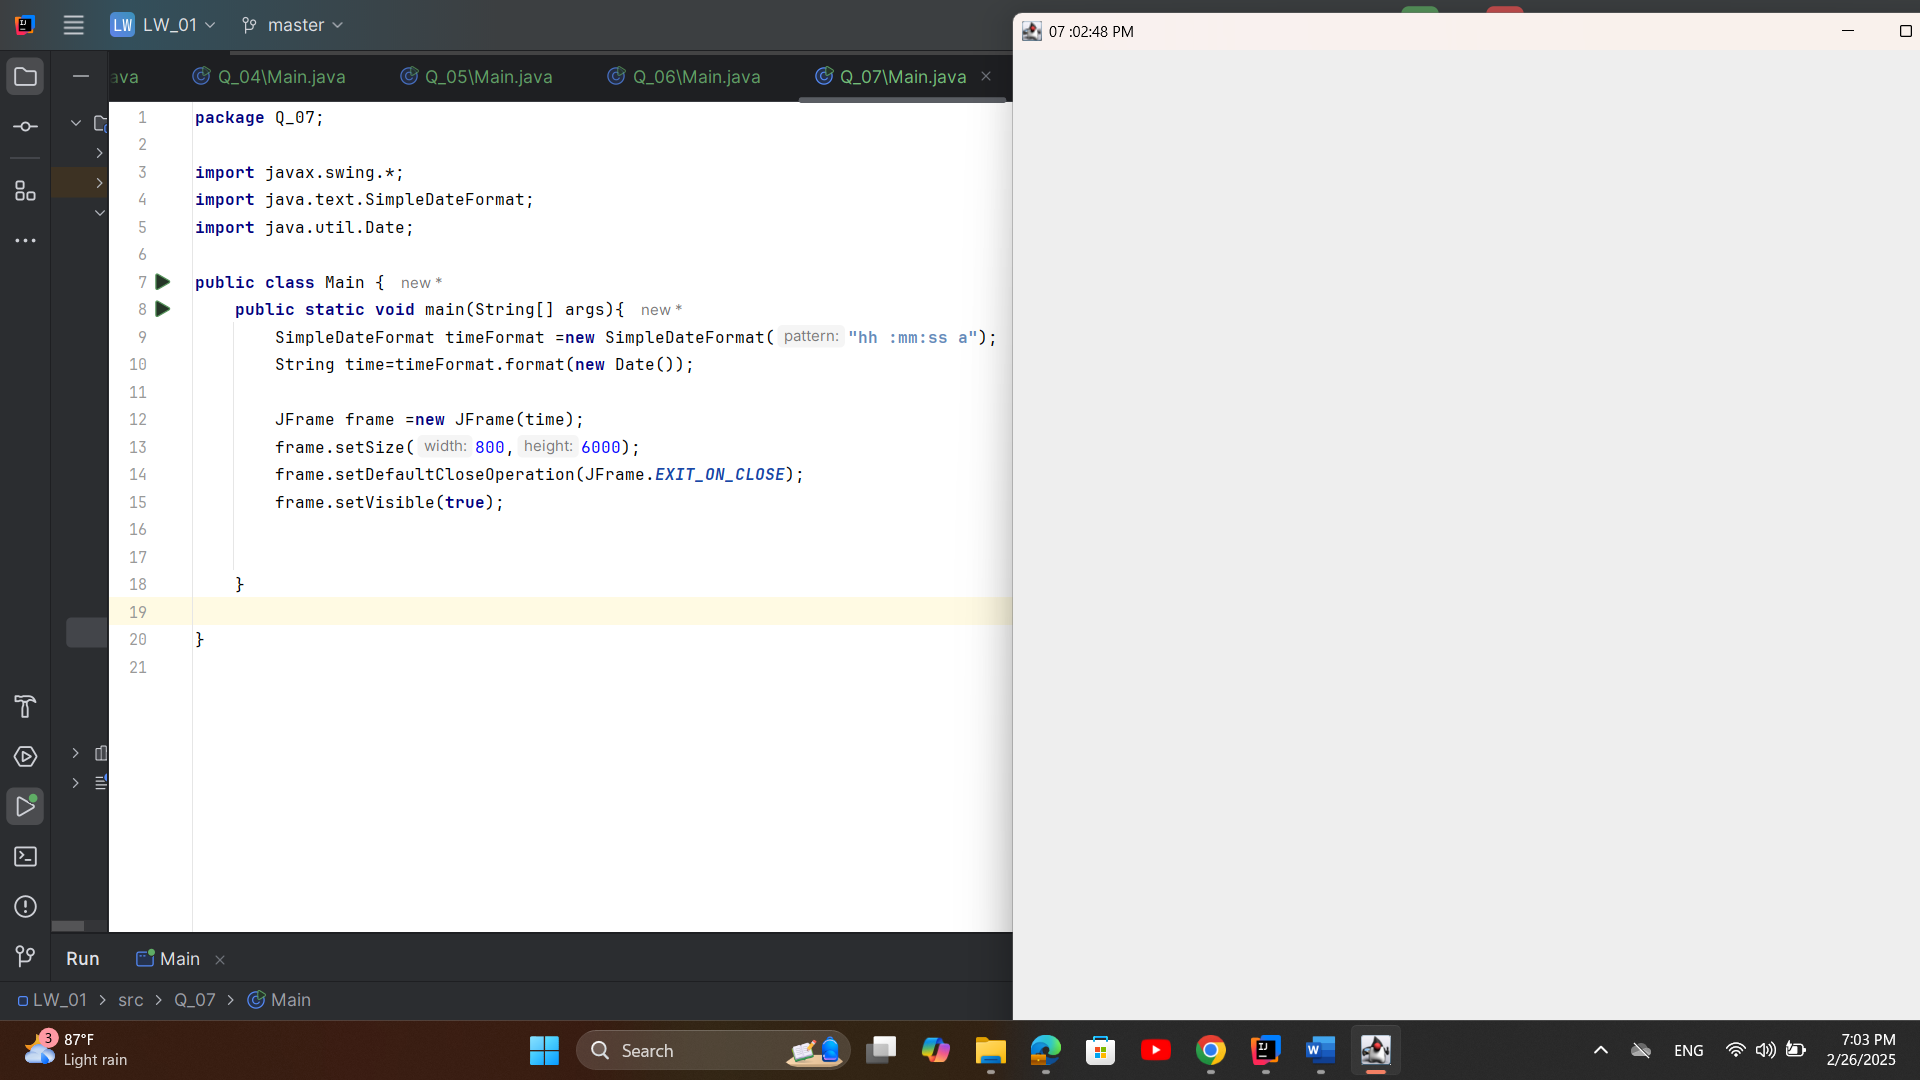 LW LW_01 master
07 :02:48 PM
ava Q_04\Main.java Q_05\Main.java Q_06\Main.java Q_07\Main.java
1 package Q_07;
2
3 import javax.swing.*;
4 import java.text.SimpleDateFormat;
5 import java.util.Date;
6
7 public class Main { new *
8 public static void main(String[] args){ new *
9 SimpleDateFormat timeFormat =new SimpleDateFormat( pattern: "hh :mm:ss a");
10 String time=timeFormat.format(new Date());
11
12 JFrame frame =new JFrame(time);
13 frame.setSize( width: 800, height: 6000);
14 frame.setDefaultCloseOperation(JFrame.EXIT_ON_CLOSE);
15 frame.setVisible(true);
16
17
18 }
19
20 }
21
Run Main
LW_01 > src > Q_07 > Main
3 87°F
Light rain
Search
ENG
7:03 PM
2/26/2025